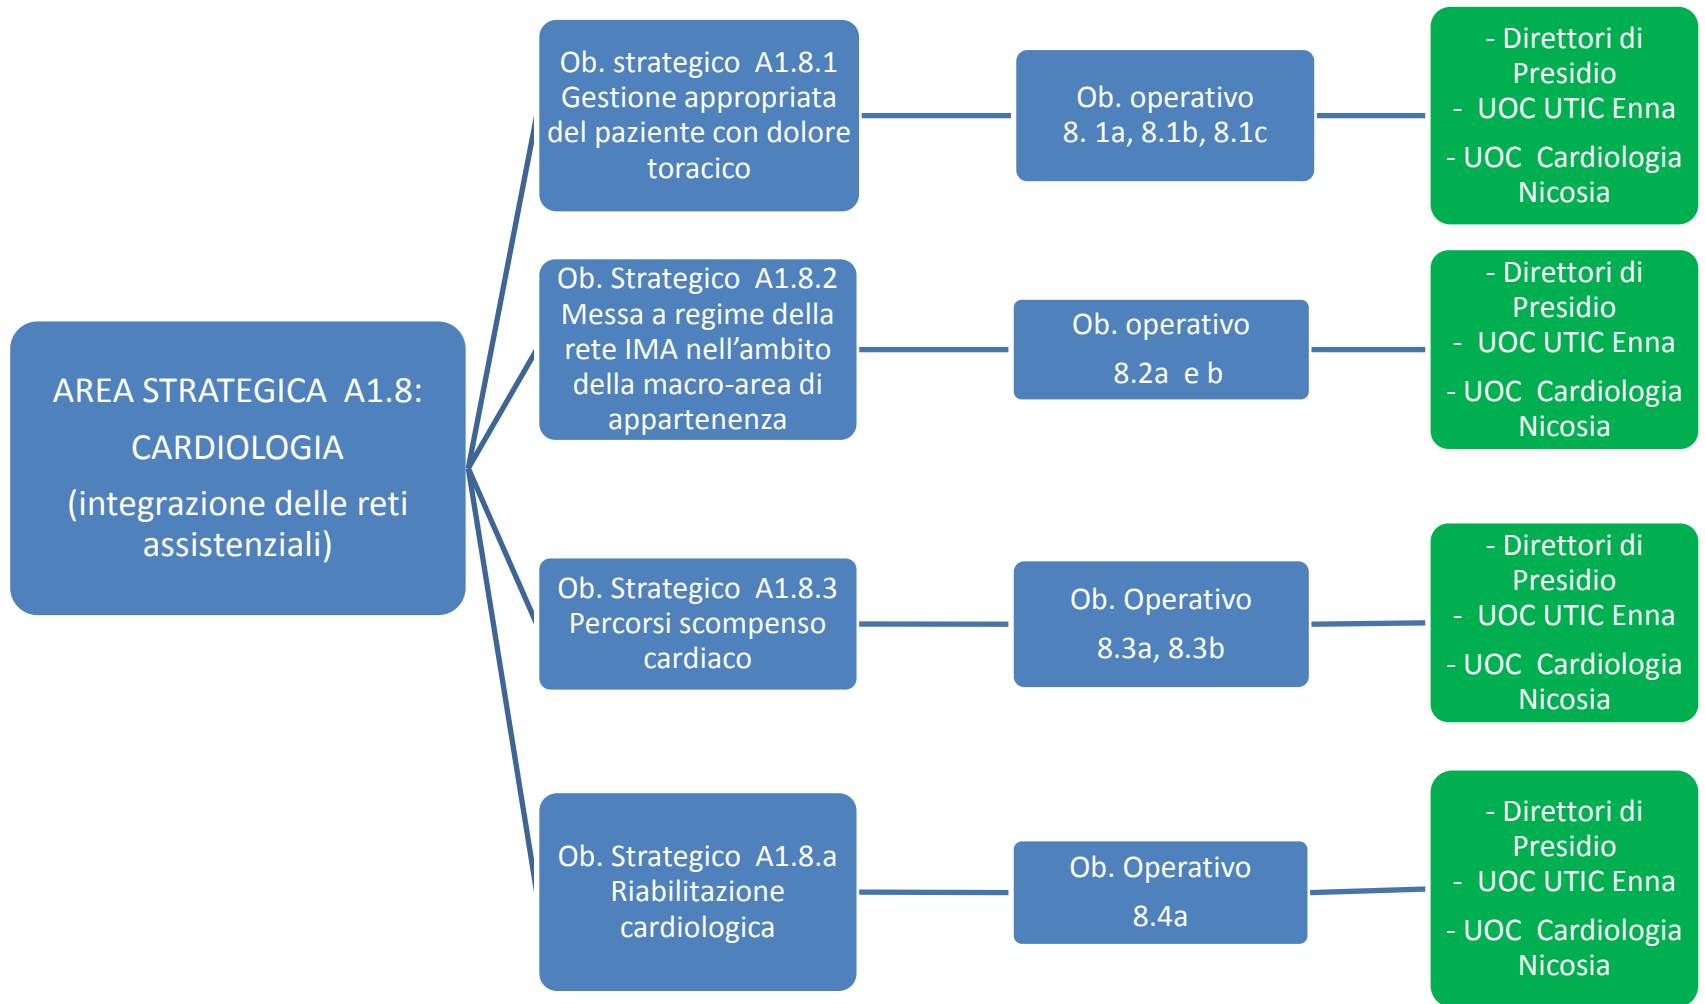 AREA STRATEGICA A1.8:
CARDIOLOGIA
(integrazione delle reti
assistenziali)
Ob. strategico A1.8.1
Gestione appropriata
del paziente con dolore
toracico
Ob. operativo
8. 1a, 8.1b, 8.1c
- Direttori di
Presidio
- UOC UTIC Enna
- UOC Cardiologia
Nicosia
Ob. Strategico A1.8.2
Messa a regime della
rete IMA nell’ambito
della macro-area di
appartenenza
Ob. operativo
8.2a e b
- Direttori di
Presidio
- UOC UTIC Enna
- UOC Cardiologia
Nicosia
Ob. Strategico A1.8.3
Percorsi scompenso
cardiaco
Ob. Operativo
8.3a, 8.3b
- Direttori di
Presidio
- UOC UTIC Enna
- UOC Cardiologia
Nicosia
Ob. Strategico A1.8.a
Riabilitazione
cardiologica
Ob. Operativo
8.4a
- Direttori di
Presidio
- UOC UTIC Enna
- UOC Cardiologia
Nicosia